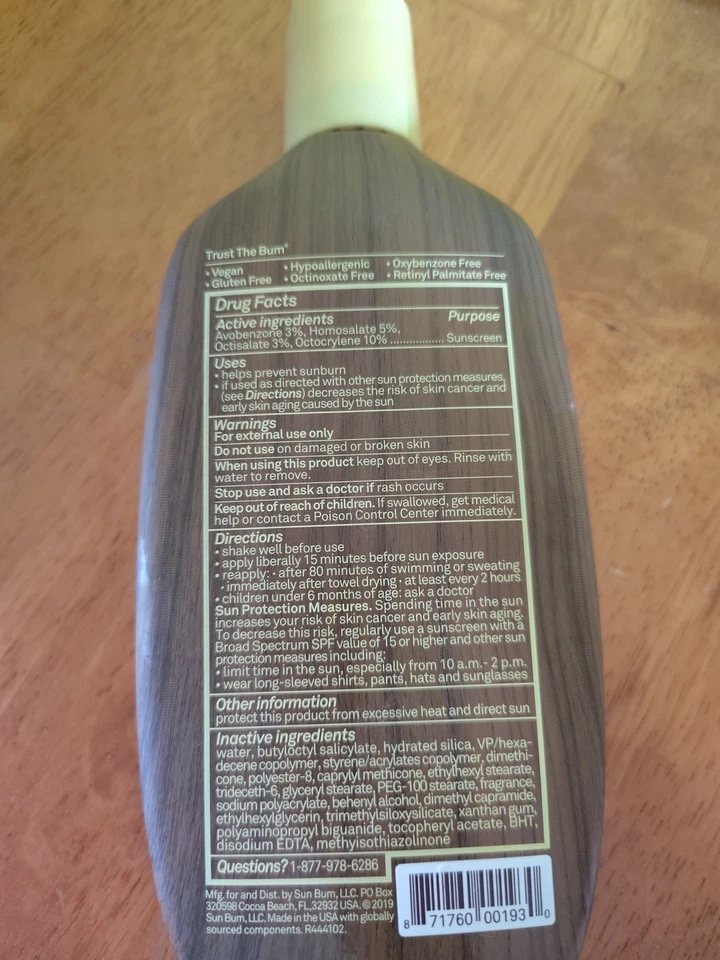 Trust The Bum®
• Vegan • Hypoallergenic • Oxybenzone Free
• Gluten Free • Octinoxate Free • Retinyl Palmitate Free
Drug Facts
Active ingredients Purpose
Avobenzone 3%, Homosalate 5%,
Octisalate 3%, Octocrylene 10% .................. Sunscreen
Uses
• helps prevent sunburn
• if used as directed with other sun protection measures,
(see Directions) decreases the risk of skin cancer and
early skin aging caused by the sun
Warnings
For external use only
Do not use on damaged or broken skin
When using this product keep out of eyes. Rinse with
water to remove.
Stop use and ask a doctor if rash occurs
Keep out of reach of children. If swallowed, get medical
help or contact a Poison Control Center immediately.
Directions
• shake well before use
• apply liberally 15 minutes before sun exposure
• reapply: • after 80 minutes of swimming or sweating
• immediately after towel drying • at least every 2 hours
• children under 6 months of age: ask a doctor
Sun Protection Measures. Spending time in the sun
increases your risk of skin cancer and early skin aging.
To decrease this risk, regularly use a sunscreen with a
Broad Spectrum SPF value of 15 or higher and other sun
protection measures including:
• limit time in the sun, especially from 10 a.m.- 2 p.m.
• wear long-sleeved shirts, pants, hats and sunglasses
Other information
protect this product from excessive heat and direct sun
Inactive ingredients
water, butyloctyl salicylate, hydrated silica, VP/hexa-
decene copolymer, styrene/acrylates copolymer, dimethi-
cone, polyester-8, caprylyl methicone, ethylhexyl stearate,
trideceth-6, glyceryl stearate, PEG-100 stearate, fragrance,
sodium polyacrylate, behenyl alcohol, dimethyl capramide,
ethylhexylglycerin, trimethylsiloxysilicate, xanthan gum,
polyaminopropyl biguanide, tocopheryl acetate, BHT,
disodium EDTA, methylisothiazolinone
Questions? 1-877-978-6286
Mfg. for and Dist. by Sun Bum, LLC. PO Box
320598 Cocoa Beach, FL,32932 USA. © 2019
Sun Bum, LLC. Made in the USA with globally
sourced components. R444102.
8 71760 00193 0